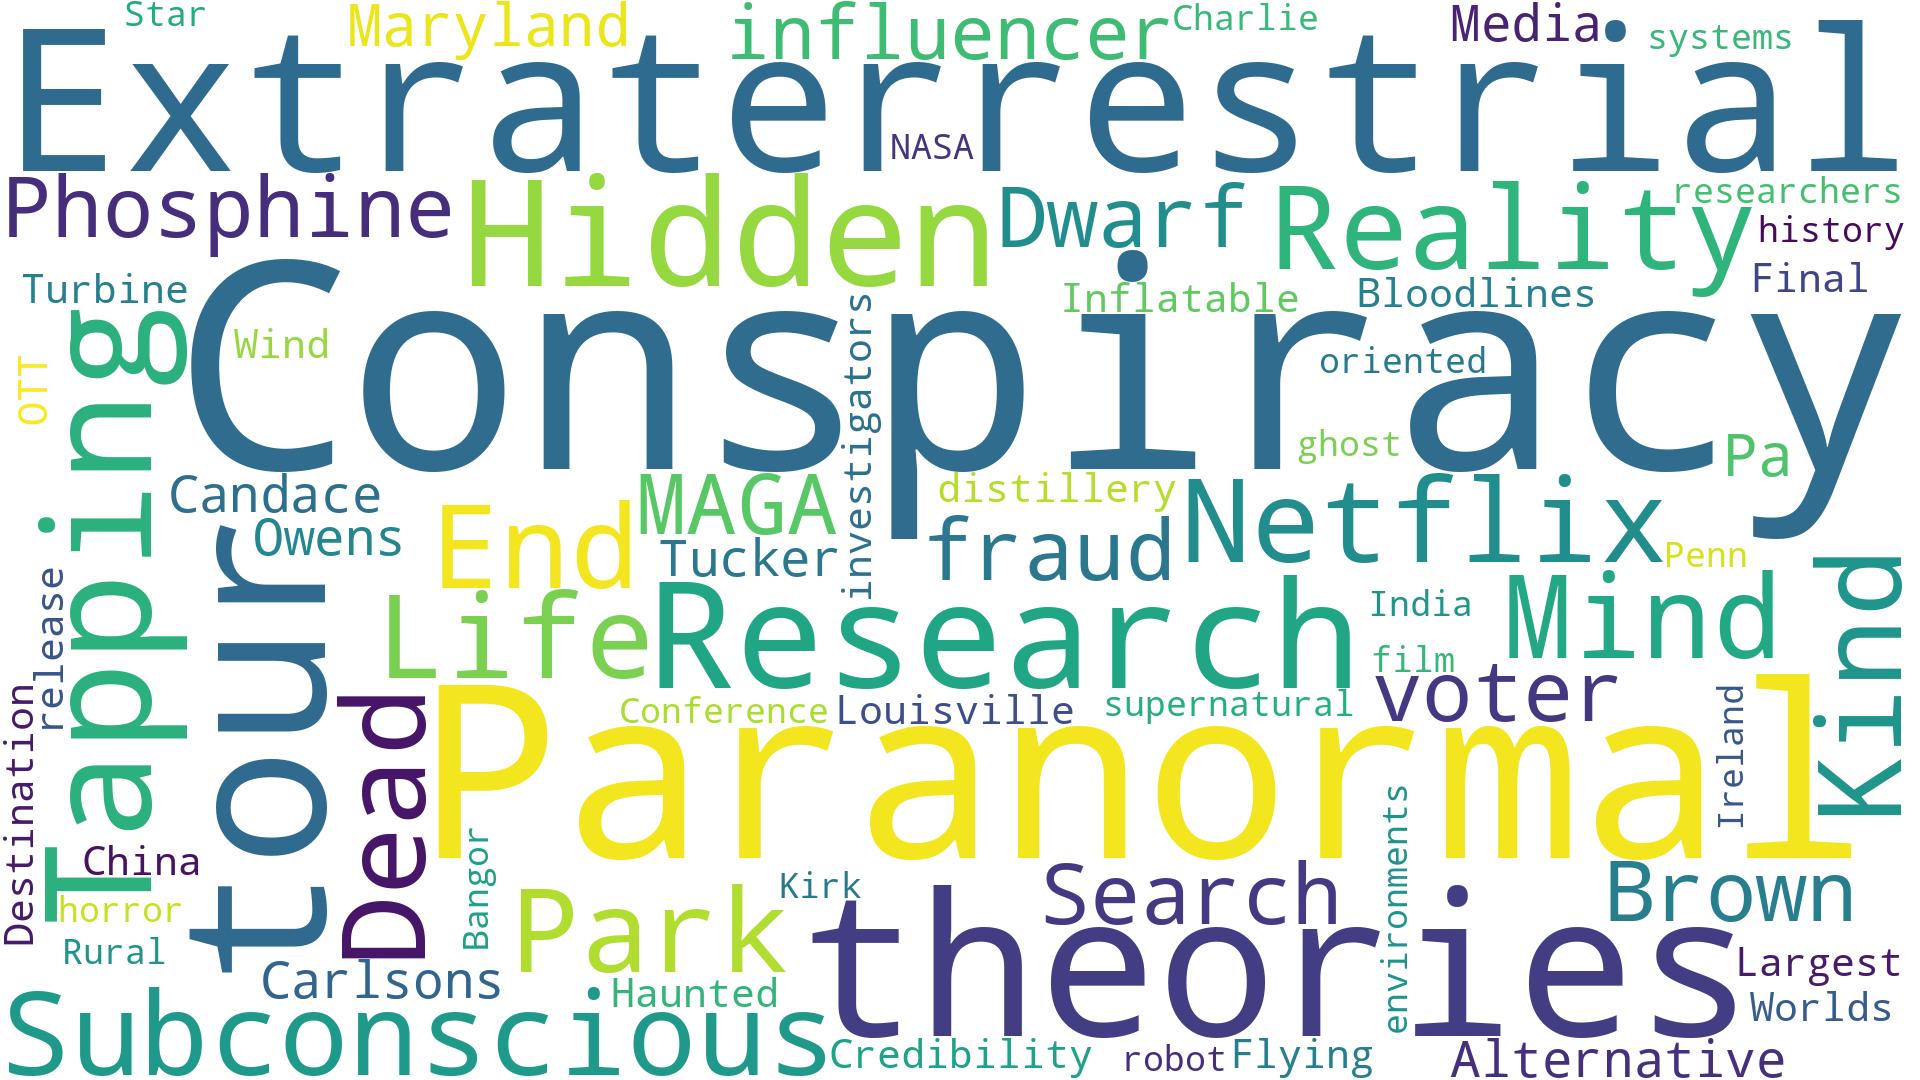 Star
Maryland
influencer
Charlie
Media
systems
Extraterrestrial
NASA
Phosphine
Hidden
Dwarf
Reality
researchers
history
Turbine
Inflatable
Bloodlines
Final
Conspiracy
Wind
investigators
oriented
OTT
Tapping
ghost
Pa
Candace
MAGA
distillery
Netflix
Owens
End
Tucker
fraud
Penn
Kind
release
tour
Life
Research
India
Mind
film
voter
Destination
Dead
Conference
Louisville
supernatural
Ireland
Paranormal
environments
China
Bangor
Kirk
Search
Brown
horror
Park
theories
Rural
Carlsons
Largest
Haunted
Worlds
Subconscious
Credibility
robot
Flying
Alternative